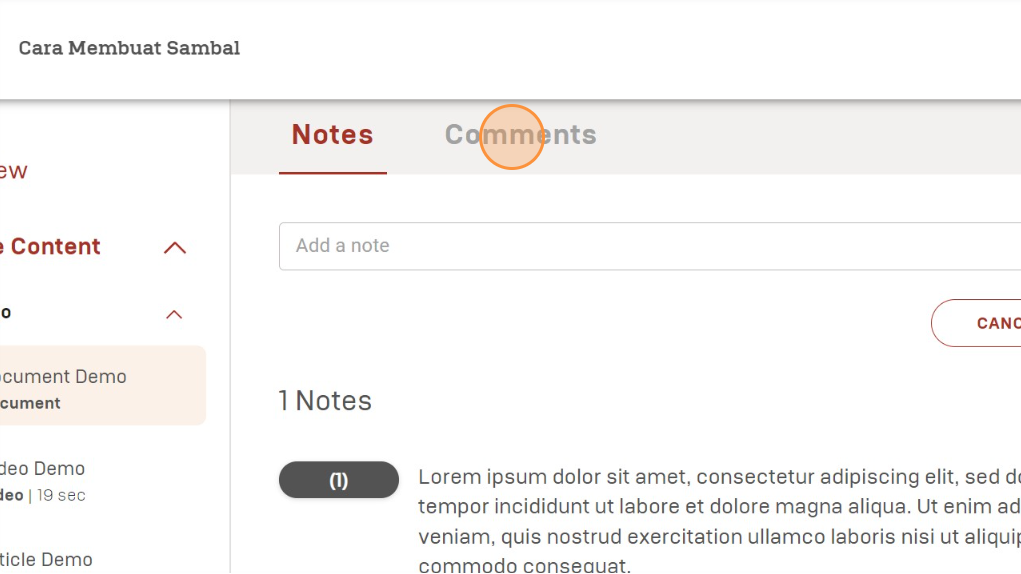 Cara Membuat Sambal
Notes
Comments
ew
e Content
o
ocument Demo
cument
deo Demo
deo | 19 sec
ticle Demo
Add a note
CANC
1 Notes
(1)
Lorem ipsum dolor sit amet, consectetur adipiscing elit, sed do
tempor incididunt ut labore et dolore magna aliqua. Ut enim ad
veniam, quis nostrud exercitation ullamco laboris nisi ut aliquip
commodo consequat.